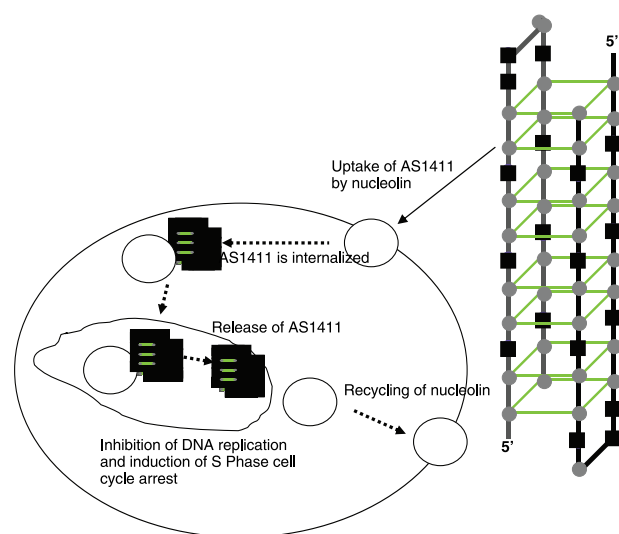 5’
Uptake of AS1411
by nucleolin
AS1411 is internalized
Release of AS1411
Recycling of nucleolin
Inhibition of DNA replication
and induction of S Phase cell
cycle arrest
5’